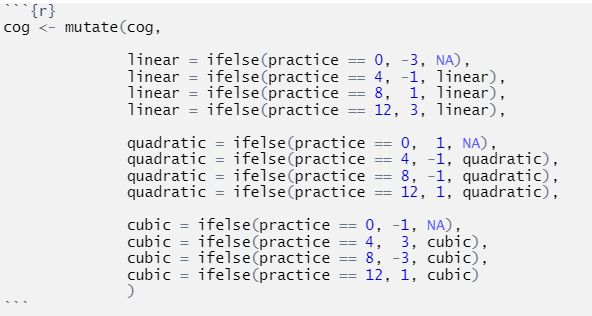 ```{r}
cog <- mutate(cog,
linear = ifelse(practice == 0, -3, NA),
linear = ifelse(practice == 4, -1, linear),
linear = ifelse(practice == 8,  1, linear),
linear = ifelse(practice == 12, 3, linear),
quadratic = ifelse(practice == 0,  1, NA),
quadratic = ifelse(practice == 4, -1, quadratic),
quadratic = ifelse(practice == 8, -1, quadratic),
quadratic = ifelse(practice == 12, 1, quadratic),
cubic = ifelse(practice == 0, -1, NA),
cubic = ifelse(practice == 4,  3, cubic),
cubic = ifelse(practice == 8, -3, cubic),
cubic = ifelse(practice == 12, 1, cubic)
)
```